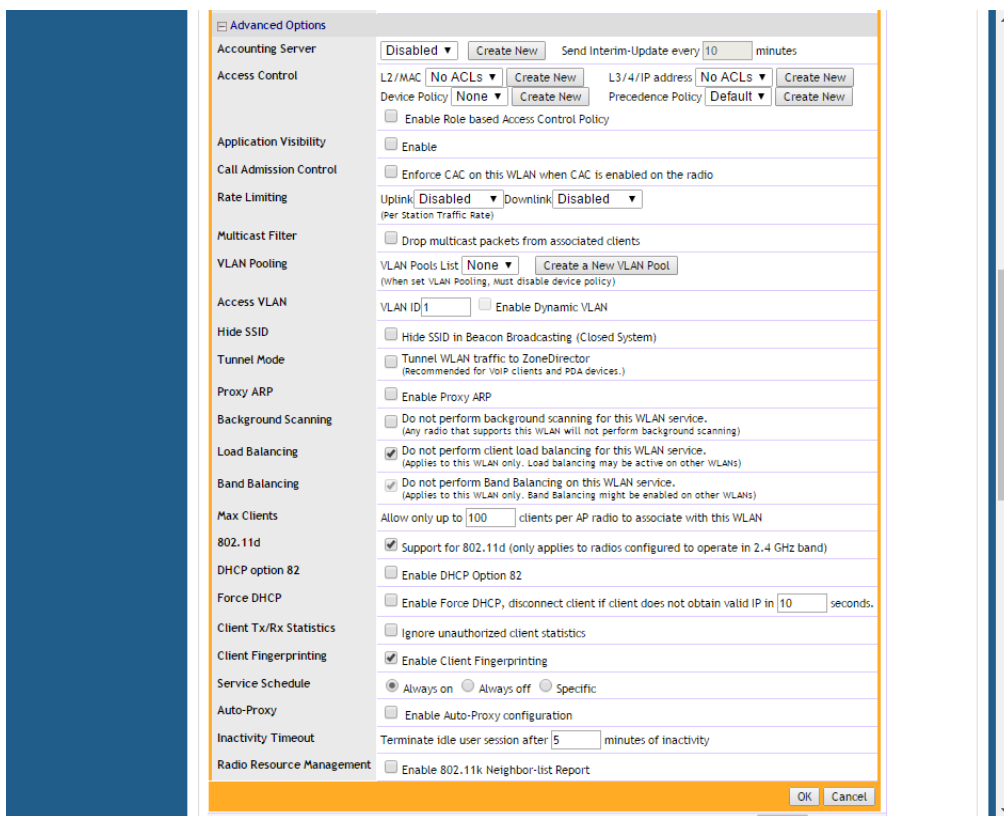 Advanced Options
Accounting Server Disabled Create New Send Interim-Update every 10 minutes
Access Control L2/MAC No ACLs Create New L3/4/IP address No ACLs Create New
Device Policy None Create New Precedence Policy Default Create New
Enable Role based Access Control Policy
Application Visibility Enable
Call Admission Control Enforce CAC on this WLAN when CAC is enabled on the radio
Rate Limiting Uplink Disabled Downlink Disabled
(Per Station Traffic Rate)
Multicast Filter Drop multicast packets from associated clients
VLAN Pooling VLAN Pools List None Create a New VLAN Pool
(When set VLAN Pooling, Must disable device policy)
Access VLAN VLAN ID 1 Enable Dynamic VLAN
Hide SSID Hide SSID in Beacon Broadcasting (Closed System)
Tunnel Mode Tunnel WLAN traffic to ZoneDirector
(Recommended for VoIP clients and PDA devices.)
Proxy ARP Enable Proxy ARP
Background Scanning Do not perform background scanning for this WLAN service.
(Any radio that supports this WLAN will not perform background scanning)
Load Balancing Do not perform client load balancing for this WLAN service.
(Applies to this WLAN only. Load balancing may be active on other WLANs)
Band Balancing Do not perform Band Balancing on this WLAN service.
(Applies to this WLAN only. Band Balancing might be enabled on other WLANs)
Max Clients Allow only up to 100 clients per AP radio to associate with this WLAN
802.11d Support for 802.11d (only applies to radios configured to operate in 2.4 GHz band)
DHCP option 82 Enable DHCP Option 82
Force DHCP Enable Force DHCP, disconnect client if client does not obtain valid IP in 10 seconds.
Client Tx/Rx Statistics Ignore unauthorized client statistics
Client Fingerprinting Enable Client Fingerprinting
Service Schedule Always on Always off Specific
Auto-Proxy Enable Auto-Proxy configuration
Inactivity Timeout Terminate idle user session after 5 minutes of inactivity
Radio Resource Management Enable 802.11k Neighbor-list Report
OK Cancel